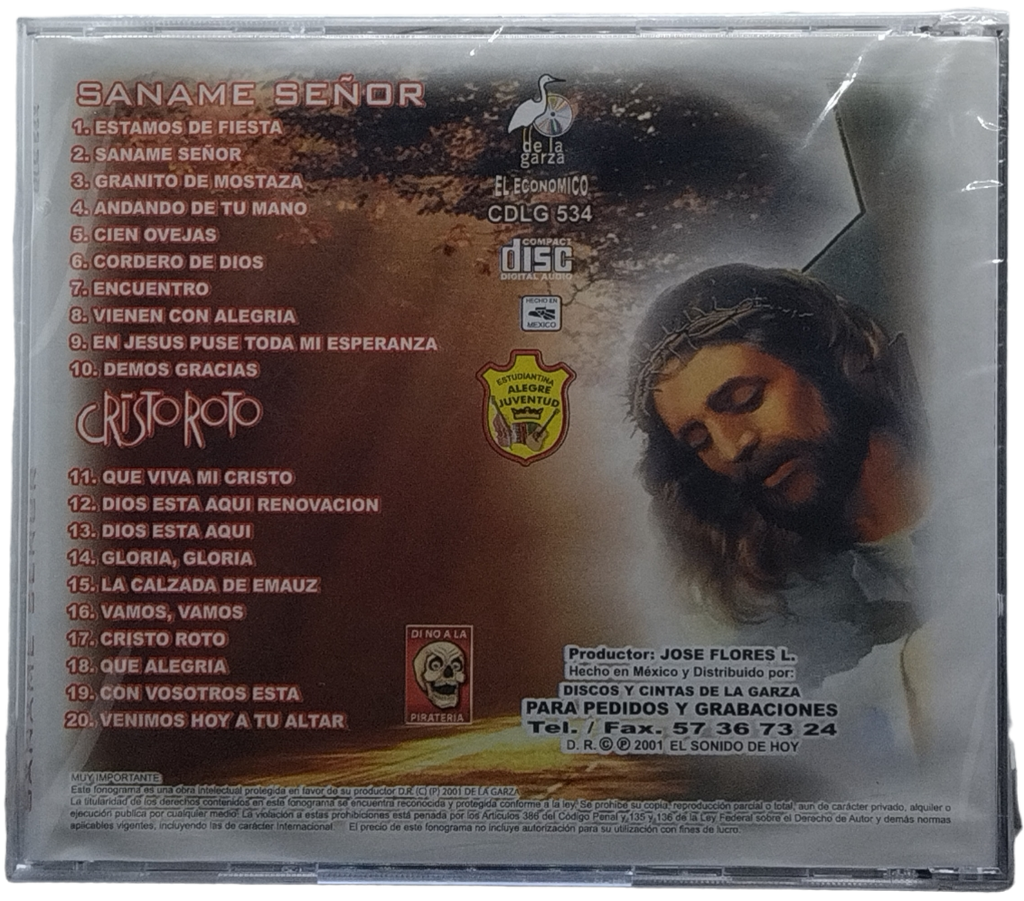 SANAME SEÑOR
1. ESTAMOS DE FIESTA
2. SANAME SEÑOR
3. GRANITO DE MOSTAZA
4. ANDANDO DE TU MANO
5. CIEN OVEJAS
6. CORDERO DE DIOS
7. ENCUENTRO
8. VIENEN CON ALEGRIA
9. EN JESUS PUSE TODA MI ESPERANZA
10. DEMOS GRACIAS
CRISTO ROTO
11. QUE VIVA MI CRISTO
12. DIOS ESTA AQUI RENOVACION
13. DIOS ESTA AQUI
14. GLORIA, GLORIA
15. LA CALZADA DE EMAUZ
16. VAMOS, VAMOS
17. CRISTO ROTO
18. QUE ALEGRIA
19. CON VOSOTROS ESTA
20. VENIMOS HOY A TU ALTAR
de la
garza
EL ECONOMICO
CDLG 534
COMPACT
disc
DIGITAL AUDIO
HECHO EN
MEXICO
ESTUDIANTINA
ALEGRE
JUVENTUD
DI NO A LA
PIRATERIA
Productor: JOSE FLORES L.
Hecho en México y Distribuido por:
DISCOS Y CINTAS DE LA GARZA
PARA PEDIDOS Y GRABACIONES
Tel. / Fax. 57 36 73 24
D. R. © ℗ 2001 EL SONIDO DE HOY
MUY IMPORTANTE
Este fonograma es una obra intelectual protegida en favor de su productor D.R. (C) (P) 2001 DE LA GARZA
La titularidad de los derechos contenidos en este fonograma se encuentra reconocida y protegida conforme a la ley. Se prohibe su copia, reproducción parcial o total, aun de carácter privado, alquiler o
ejecución publica por cualquier medio. La violación a estas prohibiciones está penada por los Articulos 386 del Código Penal y 135 y 136 de la Ley Federal sobre el Derecho de Autor y demás normas
aplicables vigentes, incluyendo las de carácter internacional. El precio de este fonograma no incluye autorización para su utilización con fines de lucro.
SANAME SEÑOR